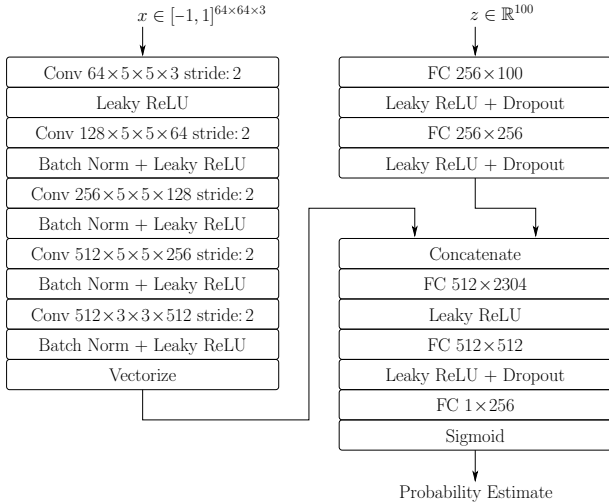 x ∈ [−1, 1]^{64×64×3}
Conv 64×5×5×3 stride: 2
Leaky ReLU
Conv 128×5×5×64 stride: 2
Batch Norm + Leaky ReLU
Conv 256×5×5×128 stride: 2
Batch Norm + Leaky ReLU
Conv 512×5×5×256 stride: 2
Batch Norm + Leaky ReLU
Conv 512×3×3×512 stride: 2
Batch Norm + Leaky ReLU
Vectorize
z ∈ ℝ^{100}
FC 256×100
Leaky ReLU + Dropout
FC 256×256
Leaky ReLU + Dropout
Concatenate
FC 512×2304
Leaky ReLU
FC 512×512
Leaky ReLU + Dropout
FC 1×256
Sigmoid
Probability Estimate